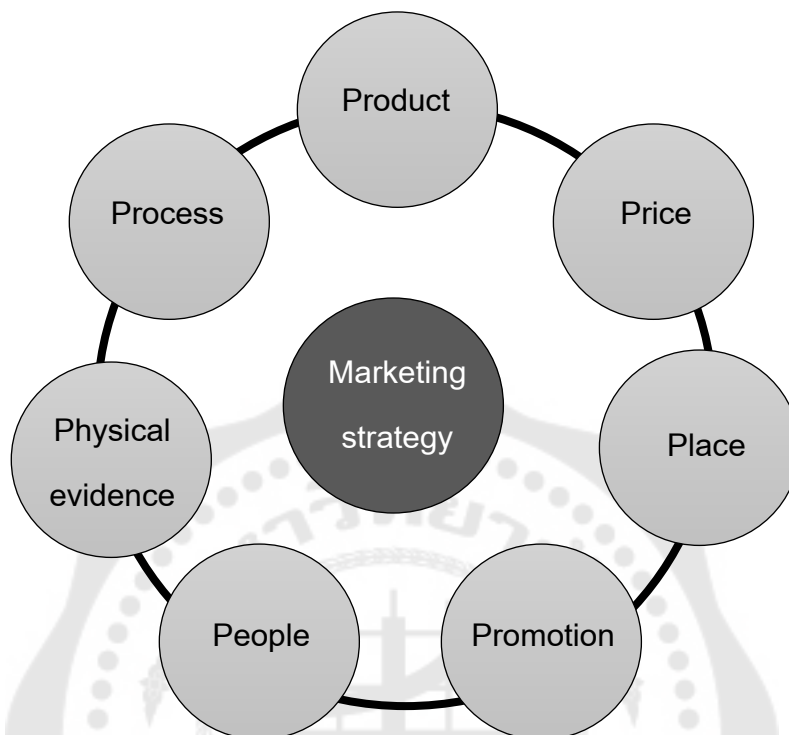 Product
Price
Place
Promotion
People
Physical
evidence
Process
Marketing
strategy